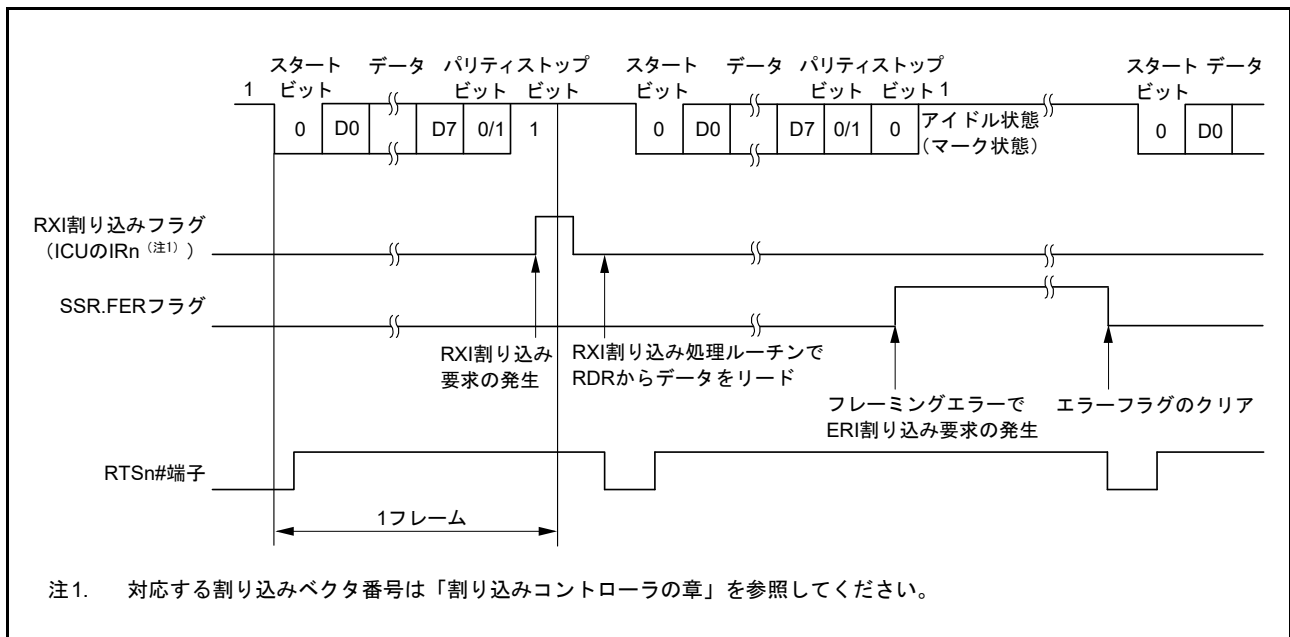 スタート データ パリティストップ スタート データ パリティストップ スタート データ
1 ビット ビット ビット ビット ビット ビット 1 ビット
0 D0 D7 0/1 1 0 D0 D7 0/1 0 アイドル状態 0 D0
（マーク状態）
RXI割り込みフラグ
（ICUのIRn（注1））
SSR.FERフラグ
RXI割り込み
要求の発生
RXI割り込み処理ルーチンで
RDRからデータをリード
フレーミングエラーで
ERI割り込み要求の発生
エラーフラグのクリア
RTSn#端子
1フレーム
注1. 対応する割り込みベクタ番号は「割り込みコントローラの章」を参照してください。